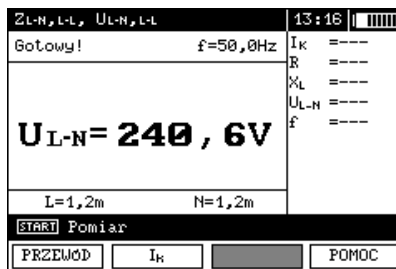 ZL-N,L-L, UL-N,L-L 13:16
Gotowy! f=50,0Hz
IK =---
R =---
XL =---
UL-N =---
f =---
UL-N= 240,6V
L=1,2m N=1,2m
START Pomiar
PRZEWÓD IK POMOC